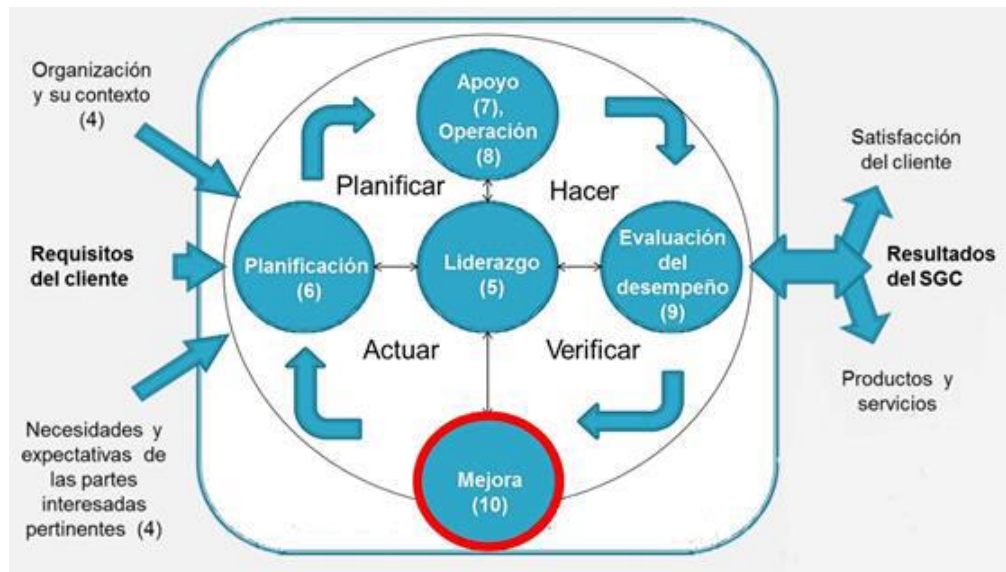 Organización
y su contexto
(4)
Requisitos
del cliente
Necesidades y
expectativas de
las partes
interesadas
pertinentes (4)
Apoyo
(7),
Operación
(8)
Planificar
Hacer
Planificación
(6)
Liderazgo
(5)
Evaluación
del
desempeño
(9)
Actuar
Verificar
Mejora
(10)
Satisfacción
del cliente
Resultados
del SGC
Productos y
servicios